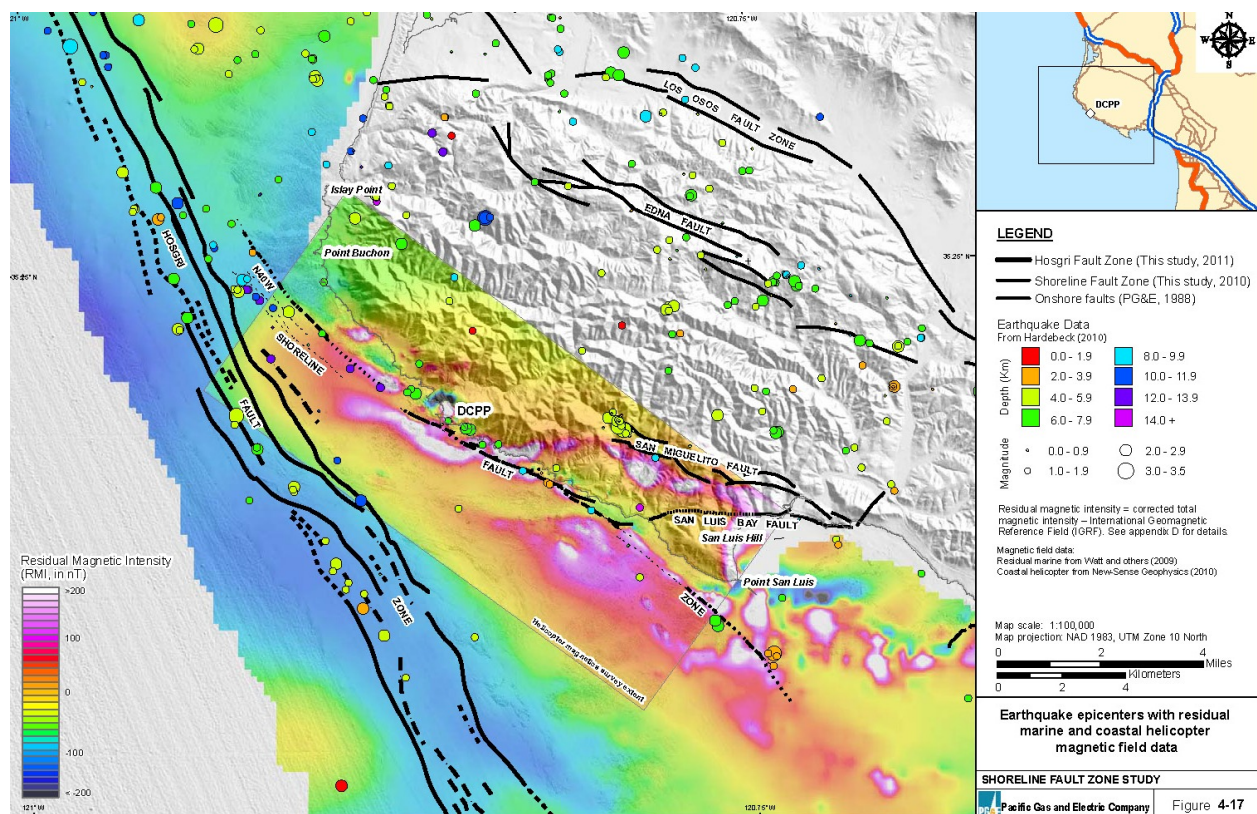 121° W
120.75° W
LOS OSOS FAULT ZONE
Islay Point
EDNA FAULT
Point Buchon
HOSGRI
N40W
35.25° N
35.25° N
SHORELINE
DCPP
FAULT
FAULT
SAN MIGUELITO FAULT
SAN LUIS BAY FAULT
San Luis Hill
Point San Luis
ZONE
ZONE
Helicopter magnetics survey extent
Residual Magnetic Intensity
(RMI, in nT)
>200
100
0
-100
< -200
121° W
120.75° W
N
W E
S
DCPP
LEGEND
Hosgri Fault Zone (This study, 2011)
Shoreline Fault Zone (This study, 2010)
Onshore faults (PG&E, 1988)
Earthquake Data
From Hardebeck (2010)
Depth (Km)
0.0 - 1.9
8.0 - 9.9
2.0 - 3.9
10.0 - 11.9
4.0 - 5.9
12.0 - 13.9
6.0 - 7.9
14.0 +
Magnitude
0.0 - 0.9
2.0 - 2.9
1.0 - 1.9
3.0 - 3.5
Residual magnetic intensity = corrected total
magnetic intensity – International Geomagnetic
Reference Field (IGRF). See appendix D for details.
Magnetic field data:
Residual marine from Watt and others (2009)
Coastal helicopter from New-Sense Geophysics (2010)
Map scale: 1:100,000
Map projection: NAD 1983, UTM Zone 10 North
0 2 4
Miles
Kilometers
0 2 4
Earthquake epicenters with residual
marine and coastal helicopter
magnetic field data
SHORELINE FAULT ZONE STUDY
PG&E
Pacific Gas and Electric Company
Figure 4-17